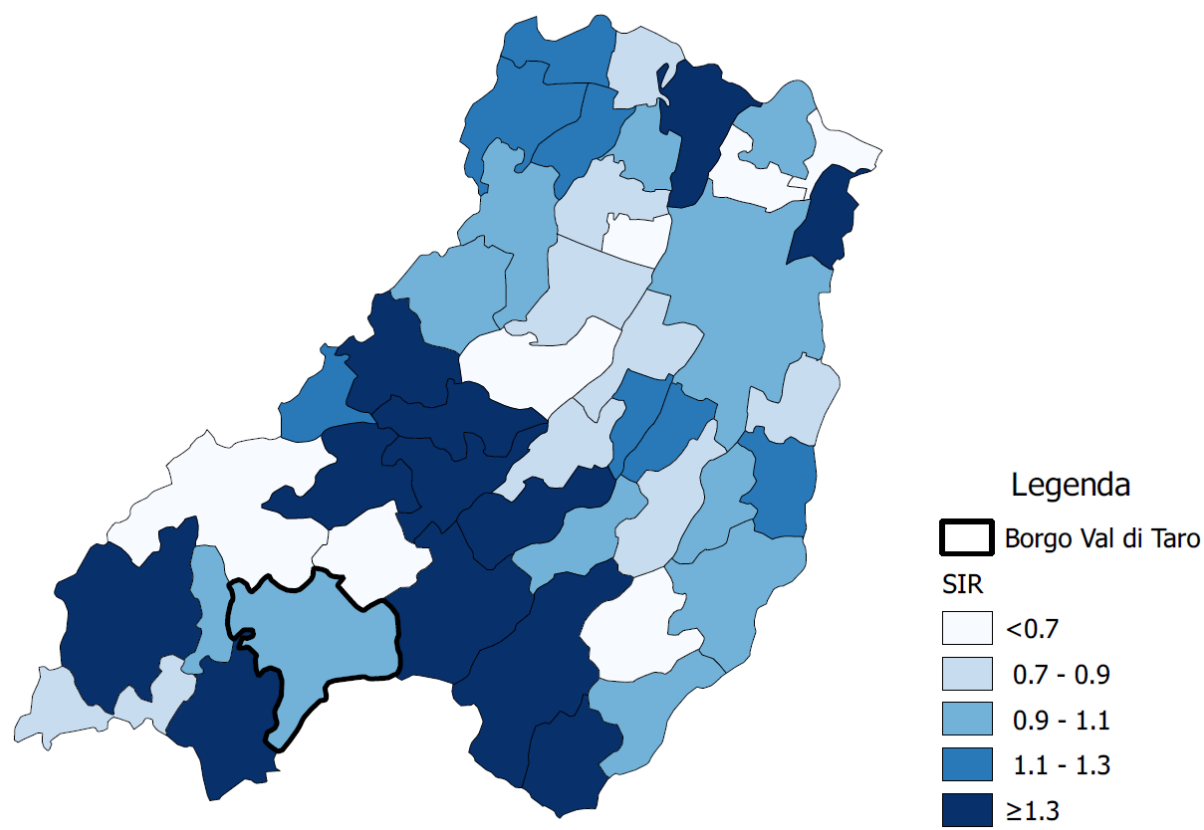 Legenda
Borgo Val di Taro
SIR
<0.7
0.7 - 0.9
0.9 - 1.1
1.1 - 1.3
≥1.3